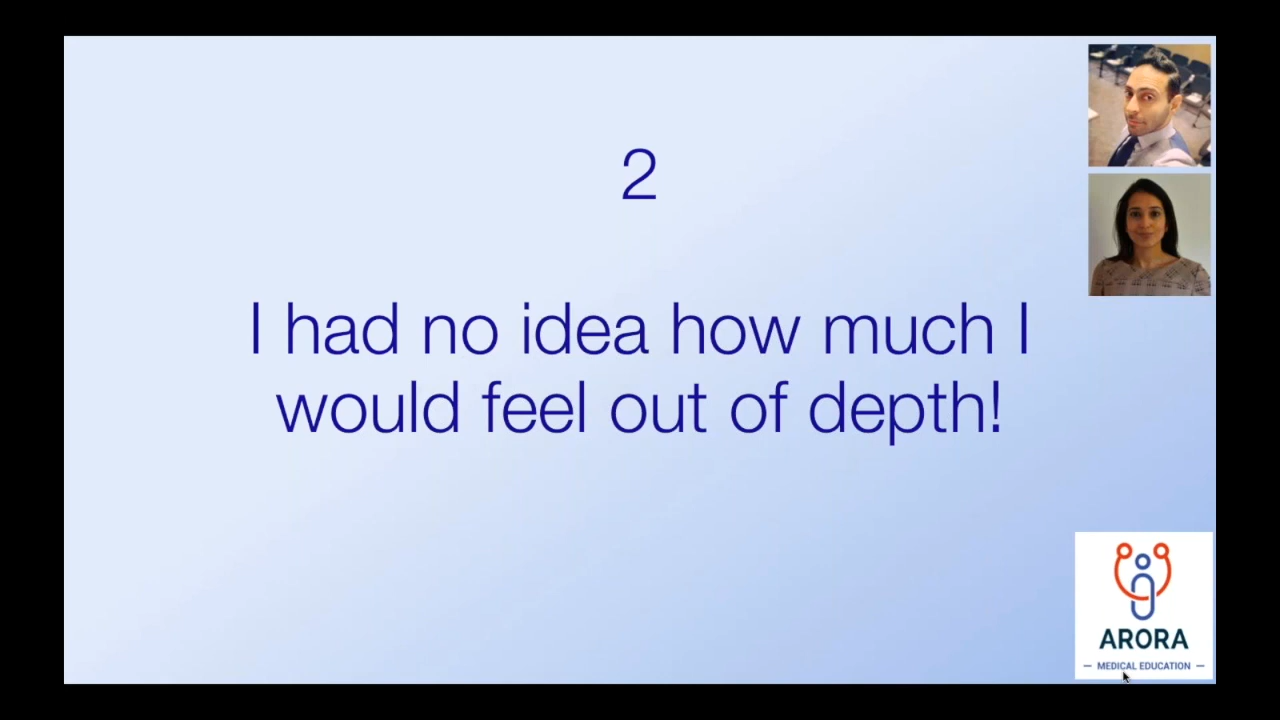 2
I had no idea how much I
would feel out of depth!
ARORA
MEDICAL EDUCATION